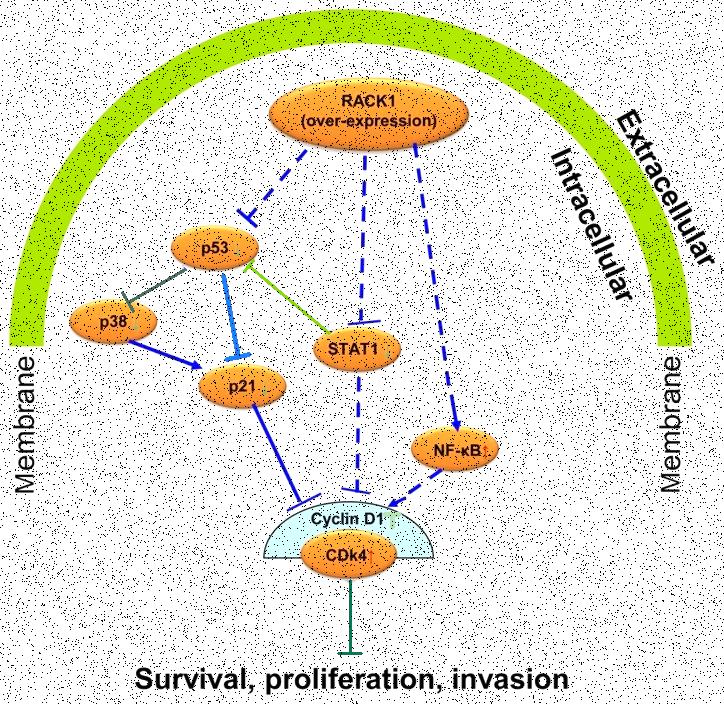 RACK1
(over-expression)
Extracellular
Intracellular
p53
p38
STAT1
p21
Membrane
Membrane
NF-κB↑
Cyclin D1↑
CDk4
Survival, proliferation, invasion